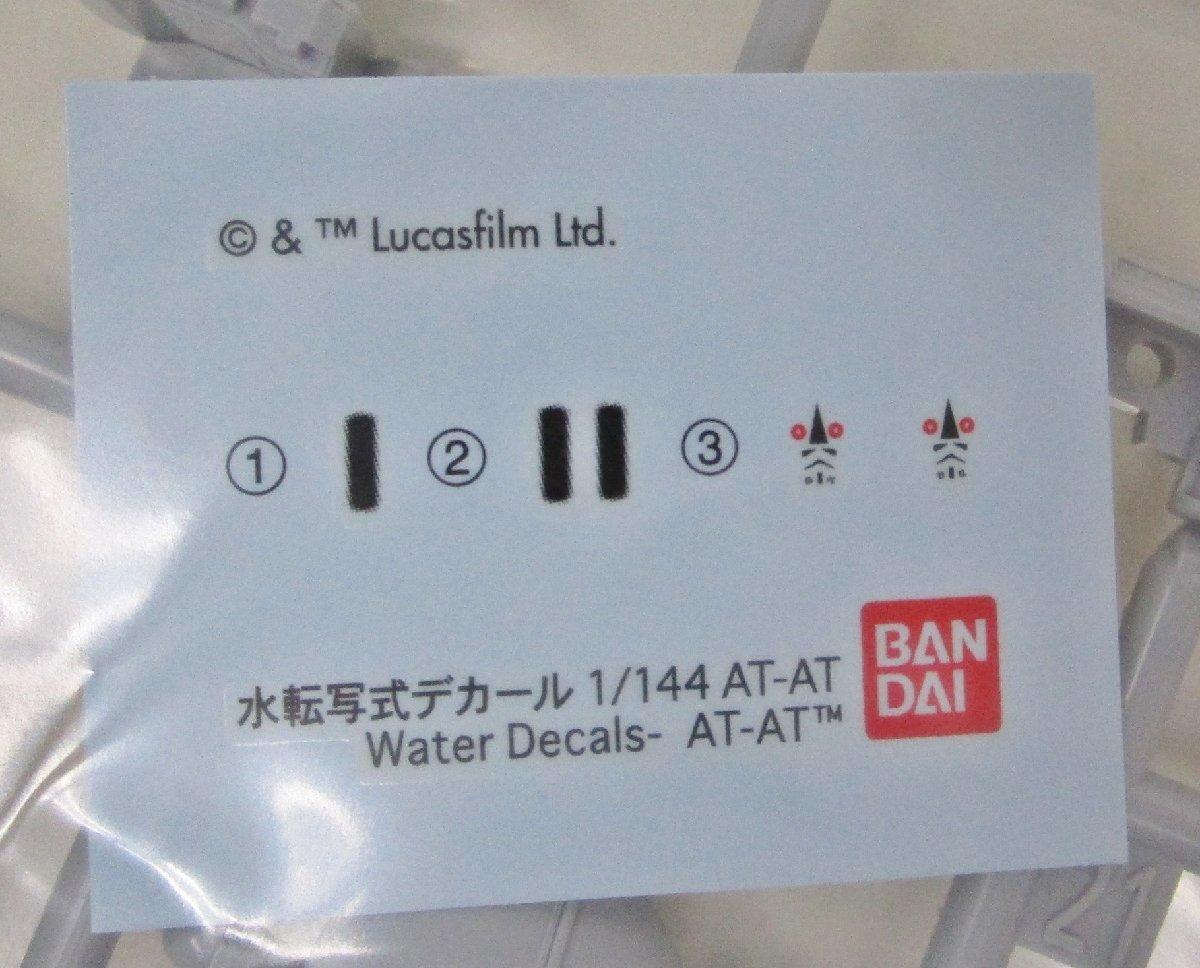 © & ™ Lucasfilm Ltd.
① ② ③
水転写式デカール 1/144 AT-AT
Water Decals- AT-AT™
BAN
DAI
21